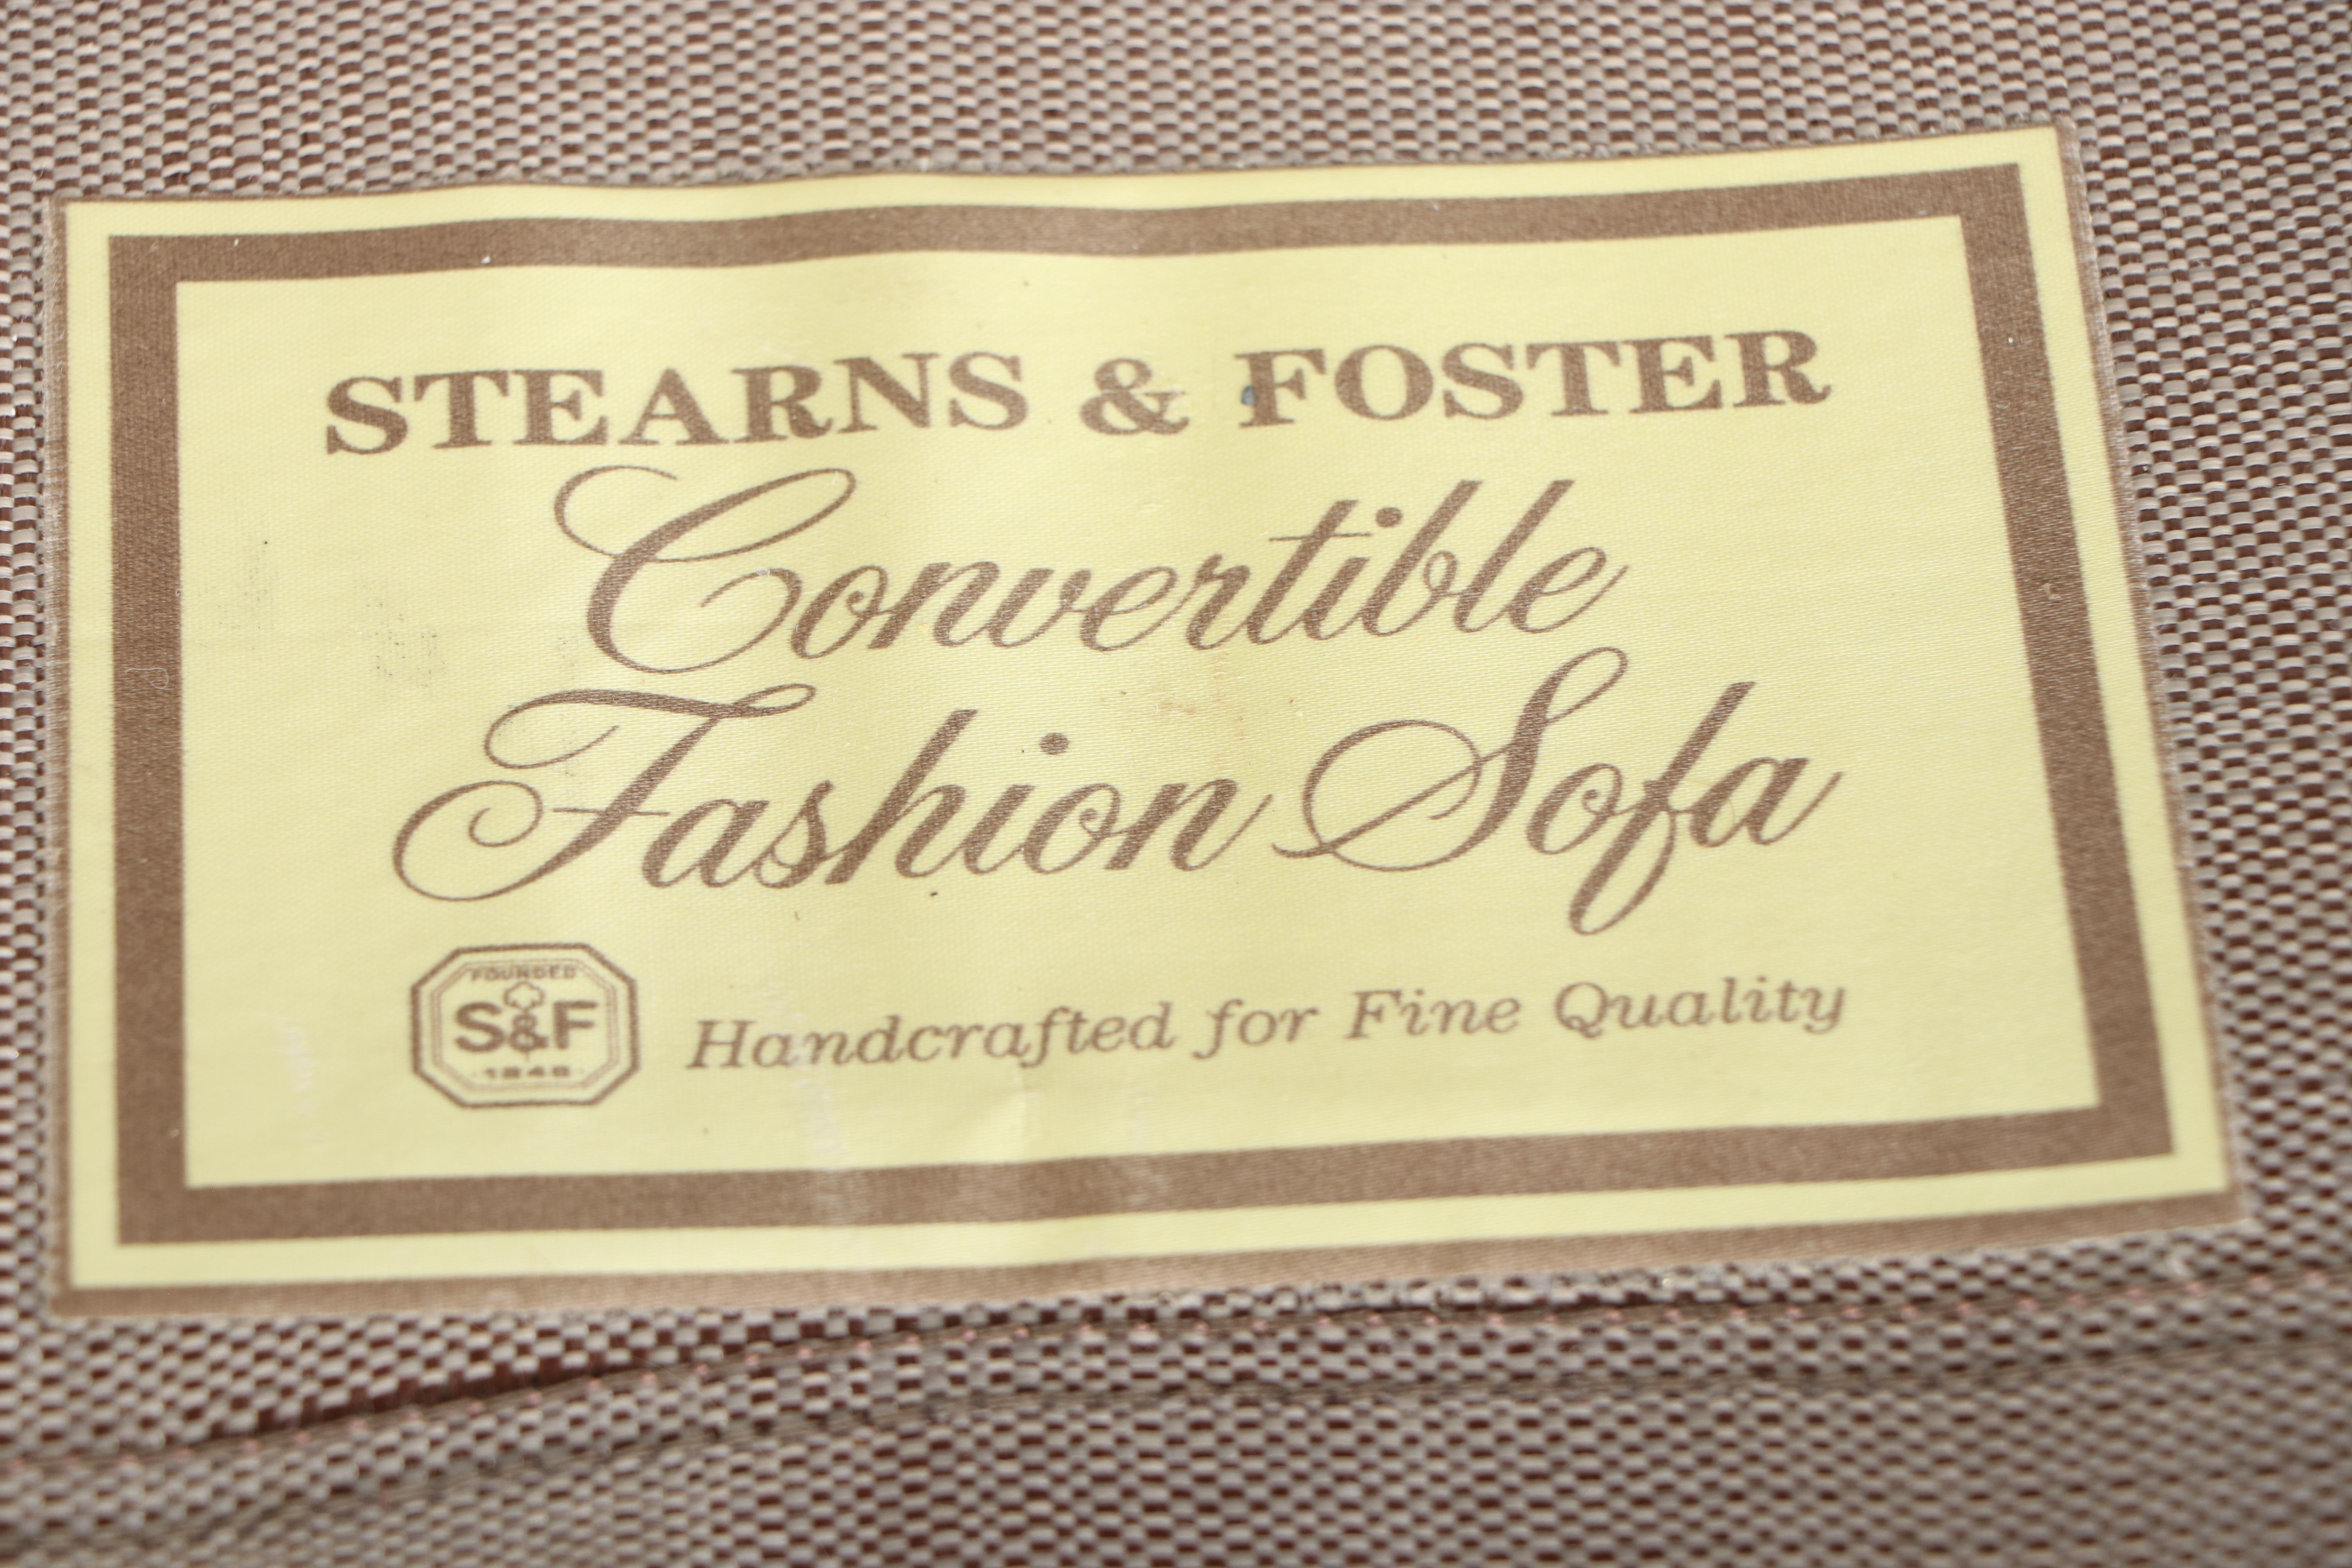 STEARNS & FOSTER
Convertible
Fashion Sofa
FOUNDED
S&F
1846
Handcrafted for Fine Quality